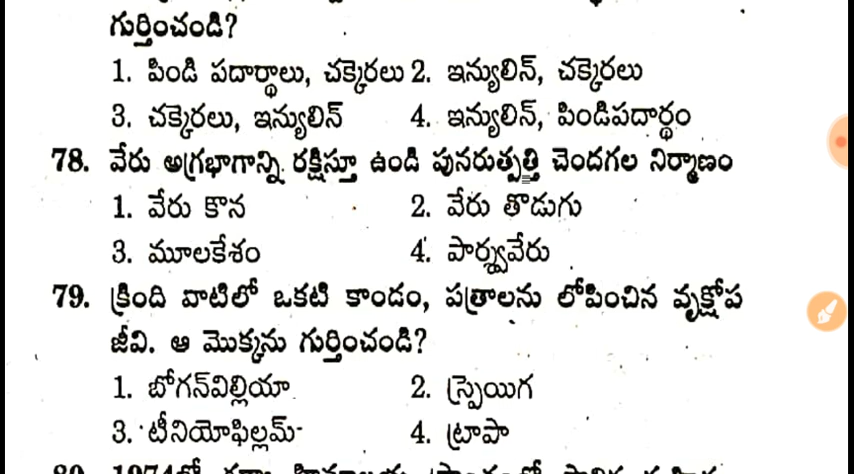 గుర్తించండి?
1. పిండి పదార్థాలు, చక్కెరలు 2. ఇన్సులిన్, చక్కెరలు
3. చక్కెరలు, ఇన్సులిన్ 4. ఇన్సులిన్, పిండిపదార్థం
78. వేరు అగ్రభాగాన్ని రక్షిస్తూ ఉండి పునరుత్పత్తి చెందగల నిర్మాణం
1. వేరు కొన 2. వేరు తొడుగు
3. మూలకేశం 4. పార్శ్వవేరు
79. క్రింది వాటిలో ఒకటి కాండం, పత్రాలను లోపించిన వృక్షోప
జీవి. ఆ మొక్కను గుర్తించండి?
1. బోగన్‌విల్లియా 2. స్పైయిగ
3. టీనియోఫిల్లమ్ 4. ట్రాపా
80. 1974లో